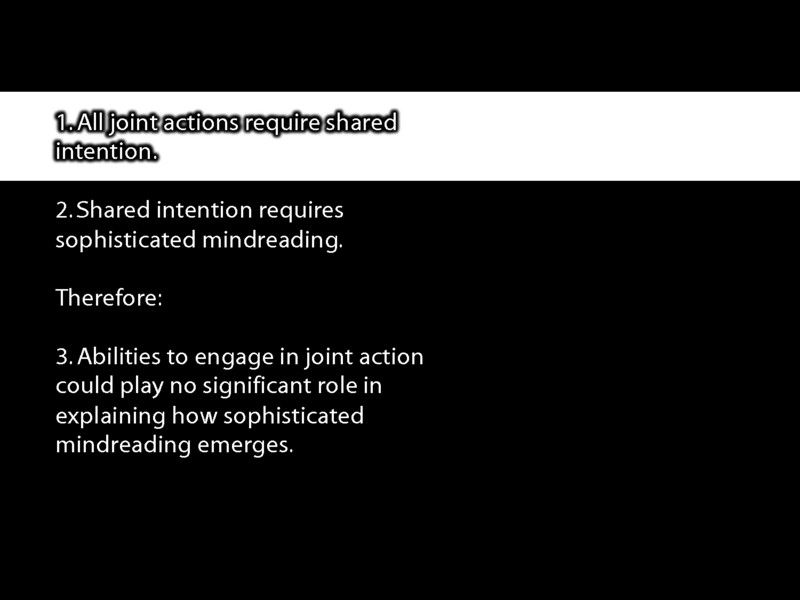 1. All joint actions require shared
intention.
2. Shared intention requires
sophisticated mindreading.
Therefore:
3. Abilities to engage in joint action
could play no significant role in
explaining how sophisticated
mindreading emerges.